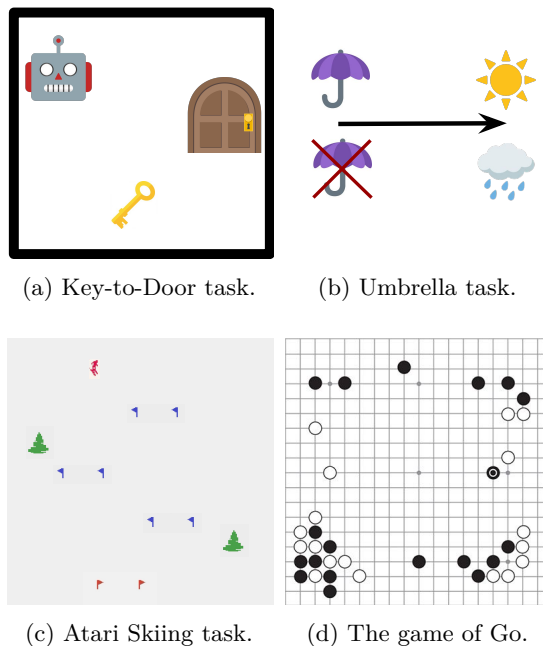 (a) Key-to-Door task.
(b) Umbrella task.
(c) Atari Skiing task.
(d) The game of Go.